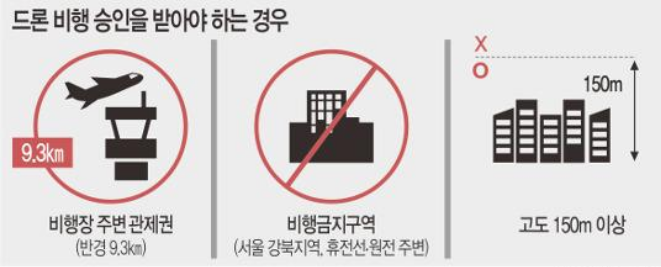 드론 비행 승인을 받아야 하는 경우
9.3km
비행장 주변 관제권
(반경 9.3km)
비행금지구역
(서울 강북지역, 휴전선·원전 주변)
X
O
150m
고도 150m 이상